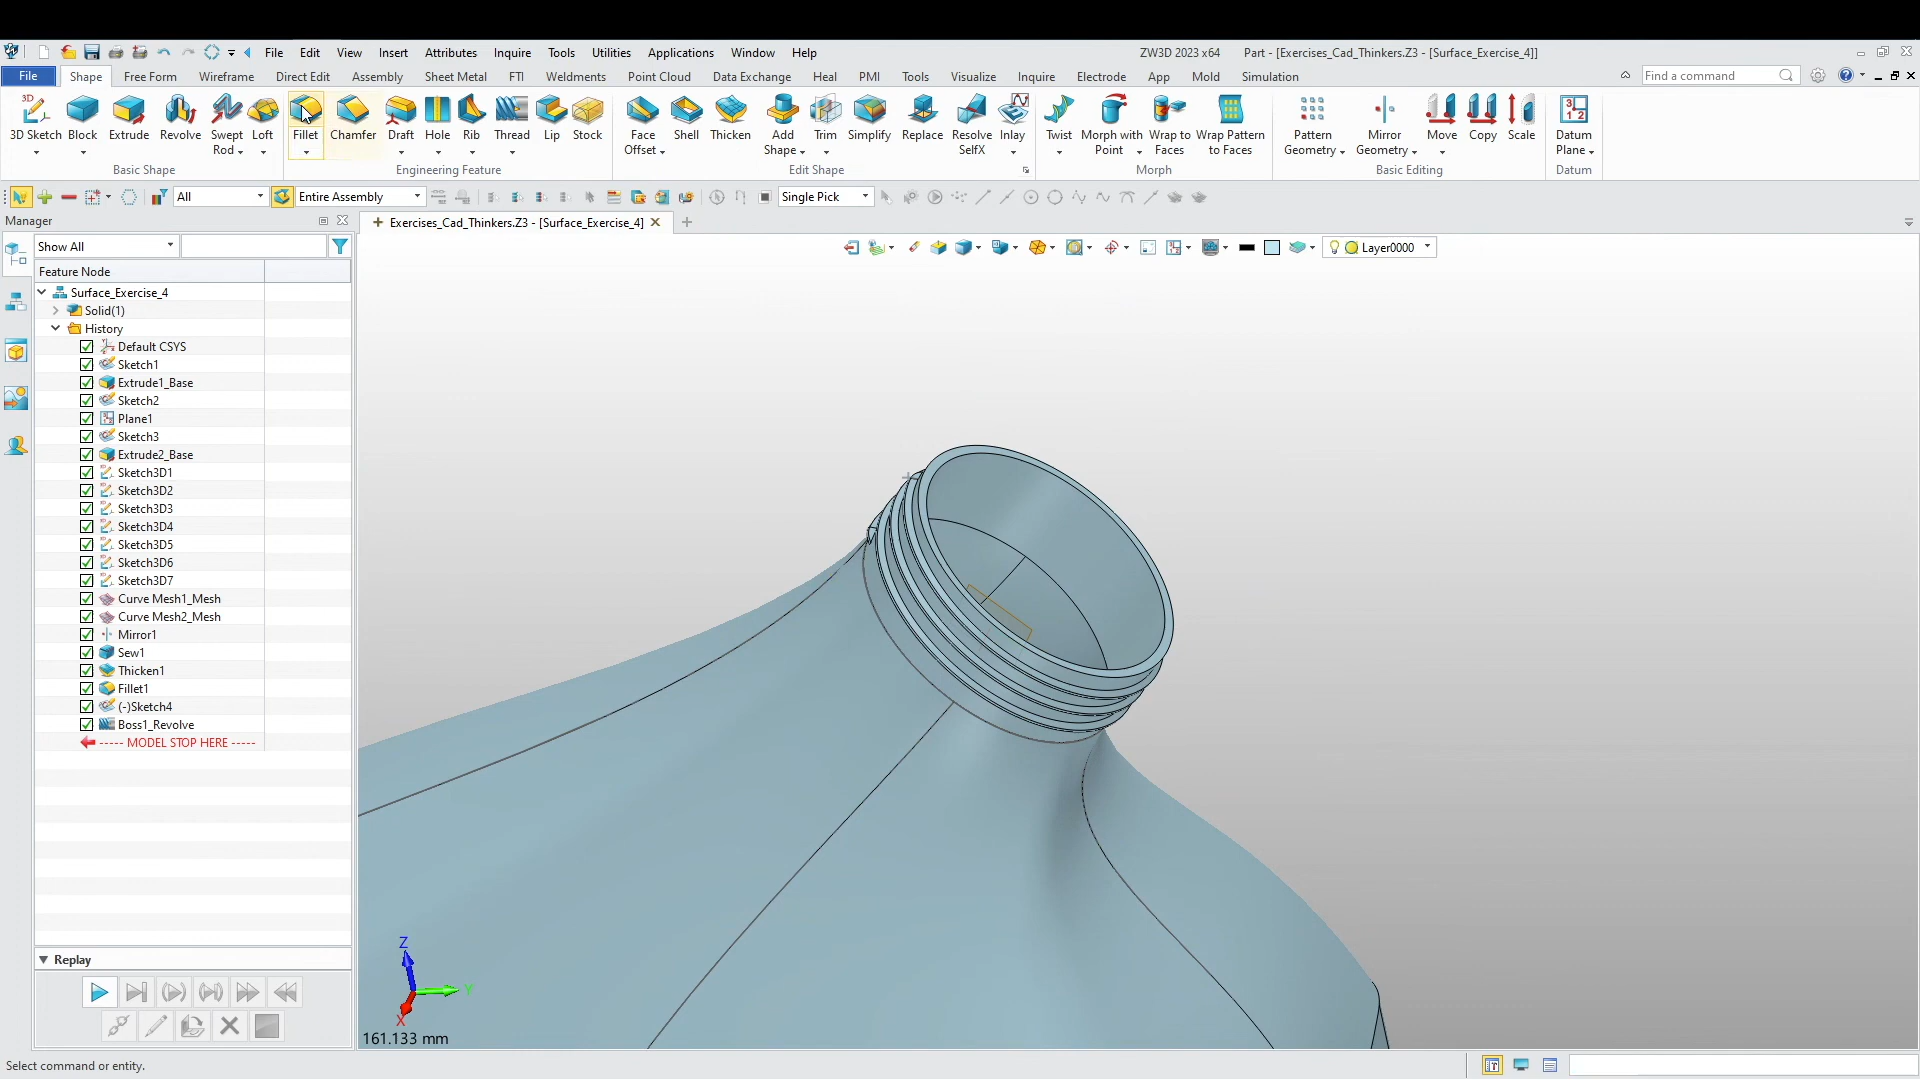 File Edit View Insert Attributes Inquire Tools Utilities Applications Window Help ZW3D 2023 x64 Part - [Exercises_Cad_Thinkers.Z3 - [Surface_Exercise_4]]
File Shape Free Form Wireframe Direct Edit Assembly Sheet Metal FTI Weldments Point Cloud Data Exchange Heal PMI Tools Visualize Inquire Electrode App Mold Simulation Find a command
3D Sketch Block Extrude Revolve Swept Rod Loft Fillet Chamfer Draft Hole Rib Thread Lip Stock Face Offset Shell Thicken Add Shape Trim Simplify Replace Resolve SelfX Inlay Twist Morph with Point Wrap to Faces Wrap Pattern to Faces Pattern Geometry Mirror Geometry Move Copy Scale Datum Plane
Basic Shape Engineering Feature Edit Shape Morph Basic Editing Datum
All Entire Assembly Single Pick
Manager Exercises_Cad_Thinkers.Z3 - [Surface_Exercise_4]
Show All Layer0000
Feature Node
Surface_Exercise_4
Solid(1)
History
Default CSYS
Sketch1
Extrude1_Base
Sketch2
Plane1
Sketch3
Extrude2_Base
Sketch3D1
Sketch3D2
Sketch3D3
Sketch3D4
Sketch3D5
Sketch3D6
Sketch3D7
Curve Mesh1_Mesh
Curve Mesh2_Mesh
Mirror1
Sew1
Thicken1
Fillet1
(-)Sketch4
Boss1_Revolve
----- MODEL STOP HERE -----
Replay
Z
Y
X
161.133 mm
Select command or entity.